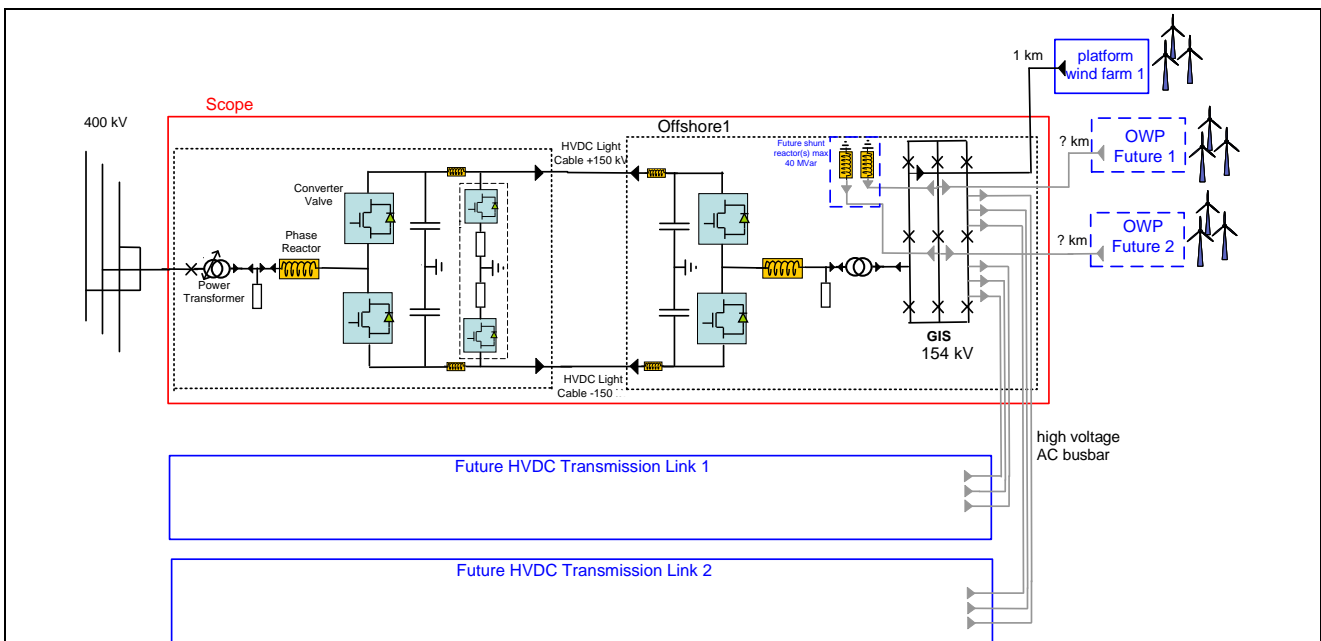 1 km
platform
wind farm 1
Scope
400 kV
Offshore1
? km
OWP
Future 1
HVDC Light
Cable +150 kV
Future shunt
reactor(s) max
40 MVar
Converter
Valve
Phase
Reactor
? km
OWP
Future 2
Power
Transformer
GIS
154 kV
HVDC Light
Cable -150
high voltage
AC busbar
Future HVDC Transmission Link 1
Future HVDC Transmission Link 2